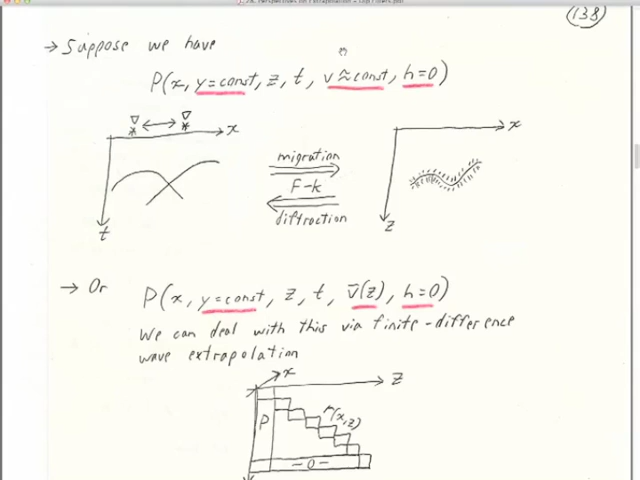 (138)
→ Suppose we have
P(x, y=const, z, t, v≈const, h=0)
x
migration
F-k
diffraction
t
x
z
→ Or P(x, y=const, z, t, v̄(z), h=0)
We can deal with this via finite-difference
wave extrapolation
x
z
P
r(x,z)
-0-